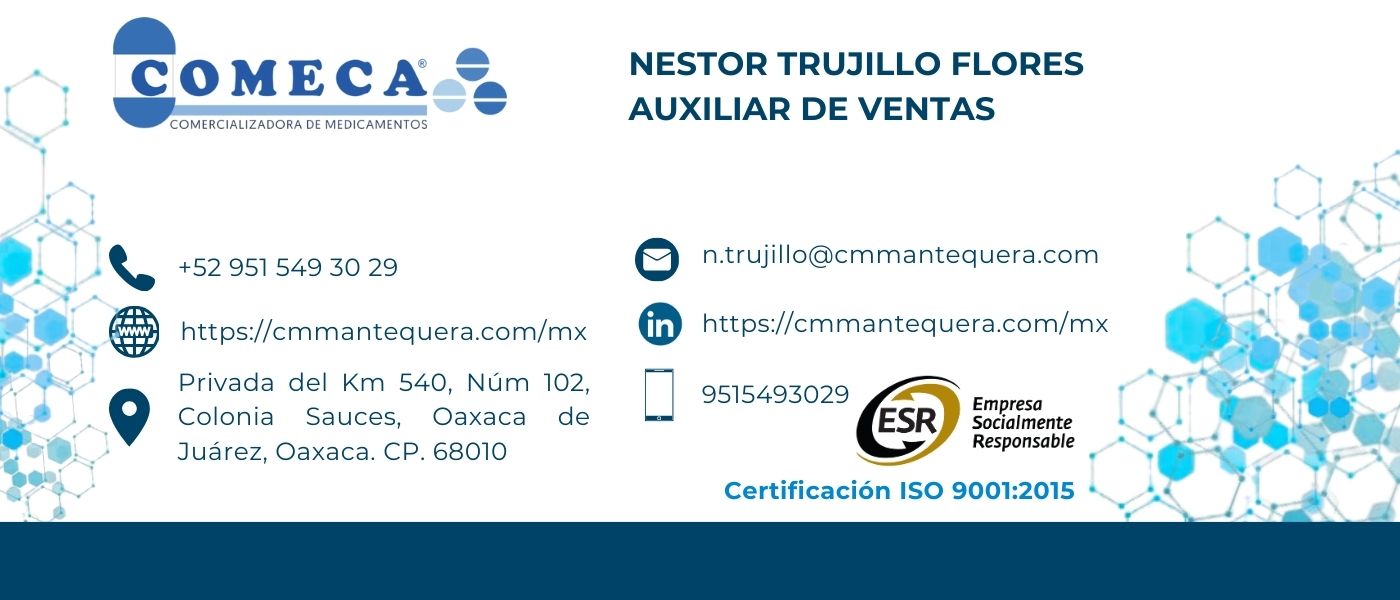 COMECA®
COMERCIALIZADORA DE MEDICAMENTOS
NESTOR TRUJILLO FLORES
AUXILIAR DE VENTAS
+52 951 549 30 29
www
https://cmmantequera.com/mx
Privada del Km 540, Núm 102,
Colonia Sauces, Oaxaca de
Juárez, Oaxaca. CP. 68010
n.trujillo@cmmantequera.com
in
https://cmmantequera.com/mx
9515493029
ESR
Empresa
Socialmente
Responsable
Certificación ISO 9001:2015